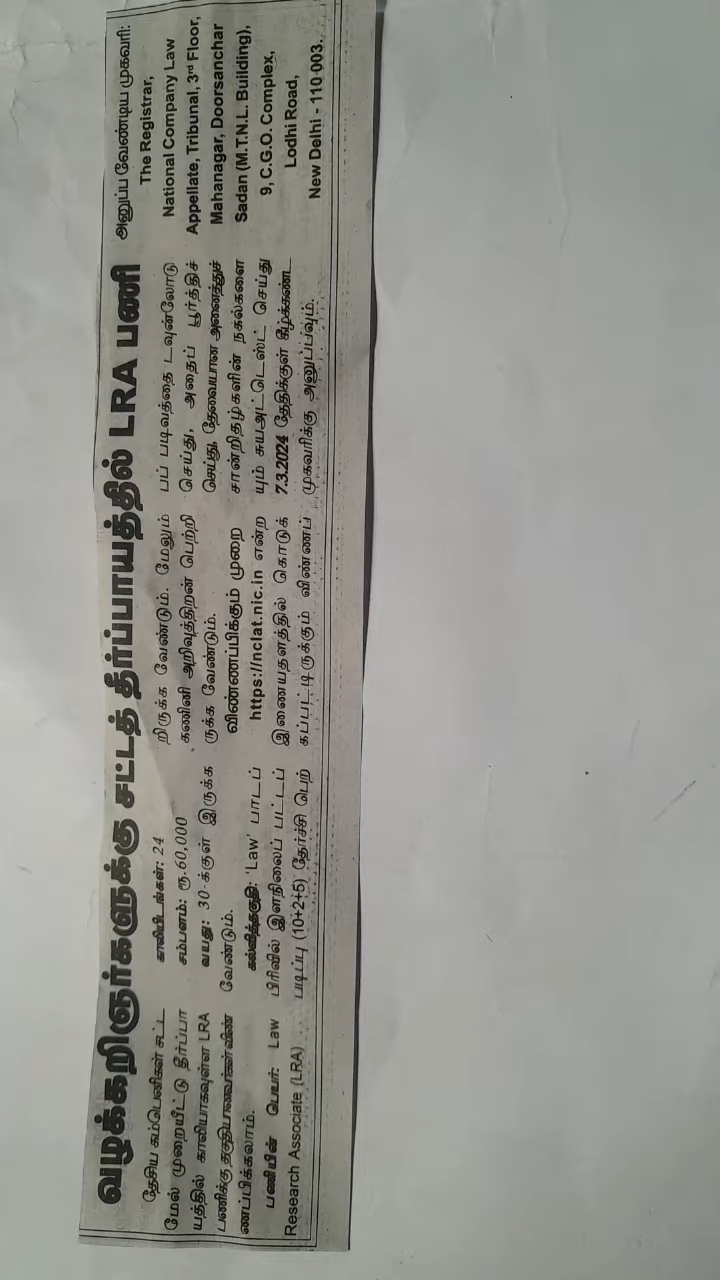 வழக்கறிஞர்களுக்கு சட்டத் தீர்ப்பாயத்தில் LRA பணி
தேசிய கம்பெனிகள் சட்ட
மேல் முறையீட்டு தீர்ப்பா
யத்தில் காலியாகவுள்ள LRA
பணிக்கு தகுதியானவர்கள் விண்
ணப்பிக்கலாம்.
பணியின் பெயர்: Law
Research Associate (LRA)
காலியிடங்கள்: 24
சம்பளம்: ரூ.60,000
வயது: 30-க்குள் இருக்க
வேண்டும்.
கல்வித்தகுதி: 'Law' பாடப்
பிரிவில் இளநிலைப் பட்டப்
படிப்பு (10+2+5) தேர்ச்சி பெற்
றிருக்க வேண்டும். மேலும்
கணினி அறிவுத்திறன் பெற்றி
ருக்க வேண்டும்.
விண்ணப்பிக்கும் முறை
https://nclat.nic.in என்ற
இணையதளத்தில் கொடுக்
கப்பட்டிருக்கும் விண்ணப்
பப் படிவத்தை டவுன்லோடு
செய்து, அதைப் பூர்த்திச்
செய்து, தேவையான அனைத்துச்
சான்றிதழ்களின் நகல்களை
யும் சுயஅட்டெஸ்ட் செய்து
7.3.2024 தேதிக்குள் கீழ்க்கண்ட
முகவரிக்கு அனுப்பவும்.
அனுப்ப வேண்டிய முகவரி:
The Registrar,
National Company Law
Appellate, Tribunal, 3rd Floor,
Mahanagar, Doorsanchar
Sadan (M.T.N.L. Building),
9, C.G.O. Complex,
Lodhi Road,
New Delhi - 110 003.